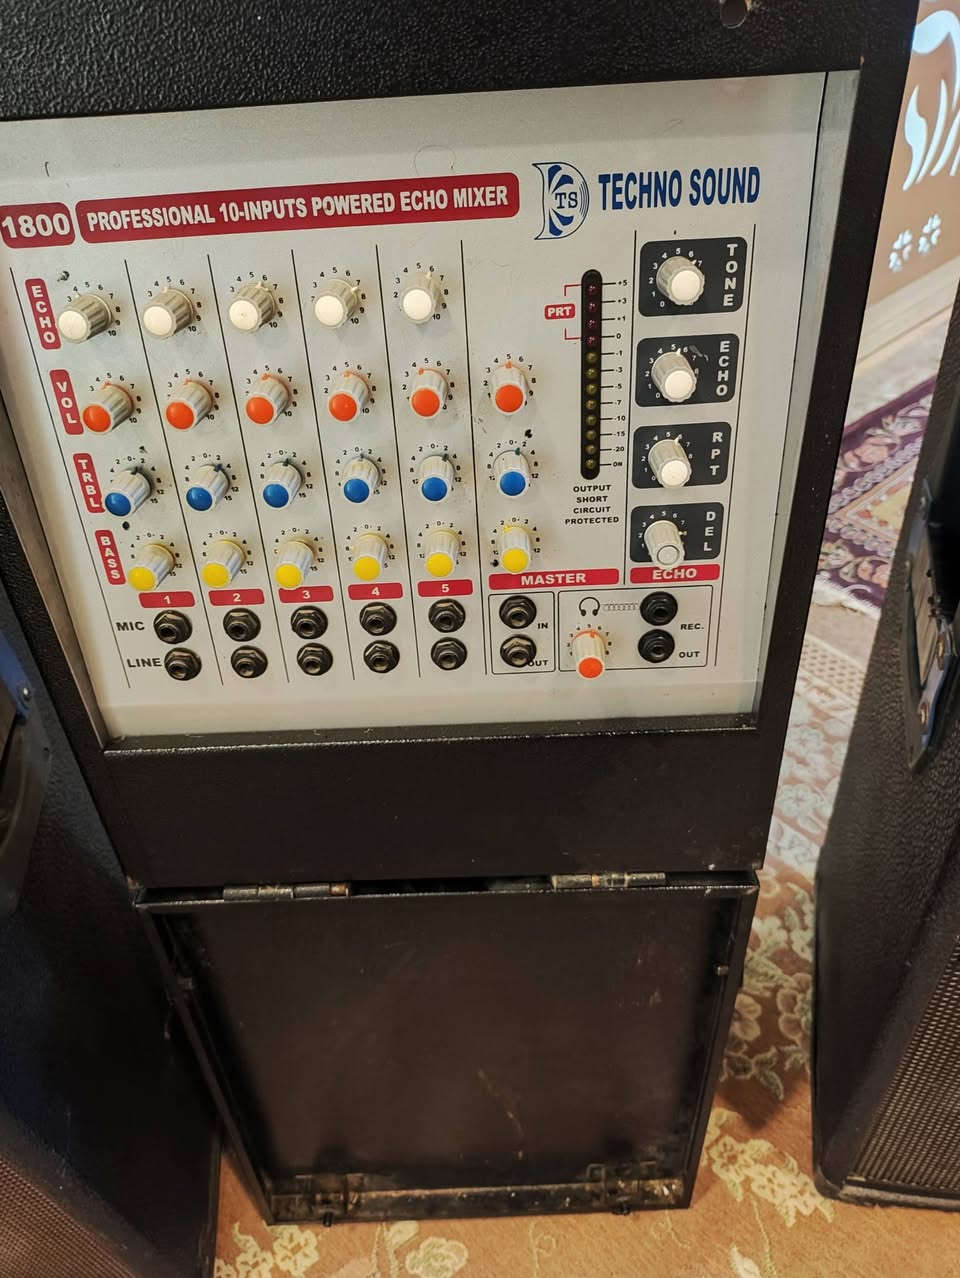 1800 PROFESSIONAL 10-INPUTS POWERED ECHO MIXER
TS TECHNO SOUND
ECHO
VOL
TRBL
BASS
1 2 3 4 5 MASTER ECHO
MIC
LINE
IN
OUT
REC.
OUT
PRT
+5
+3
+1
0
-1
-3
-5
-7
-10
-15
-20
ON
OUTPUT
SHORT
CIRCUIT
PROTECTED
TONE
ECHO
RPT
DEL